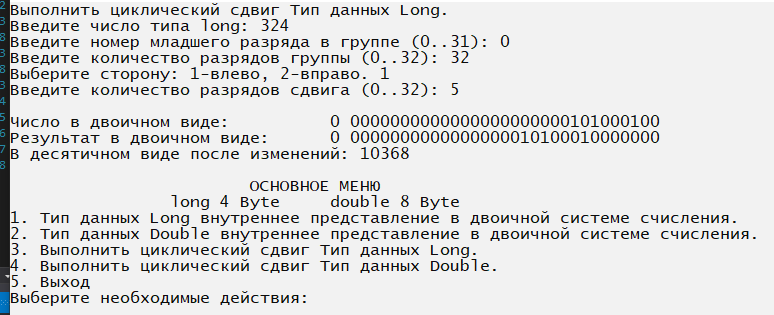 Выполнить циклический сдвиг Тип данных Long.
Введите число типа long: 324
Введите номер младшего разряда в группе (0..31): 0
Введите количество разрядов группы (0..32): 32
Выберите сторону: 1-влево, 2-вправо. 1
Введите количество разрядов сдвига (0..32): 5
Число в двоичном виде: 0 0000000000000000000000101000100
Результат в двоичном виде: 0 0000000000000000010100010000000
В десятичном виде после изменений: 10368
ОСНОВНОЕ МЕНЮ
long 4 Byte double 8 Byte
1. Тип данных Long внутреннее представление в двоичной системе счисления.
2. Тип данных Double внутреннее представление в двоичной системе счисления.
3. Выполнить циклический сдвиг Тип данных Long.
4. Выполнить циклический сдвиг Тип данных Double.
5. Выход
Выберите необходимые действия: